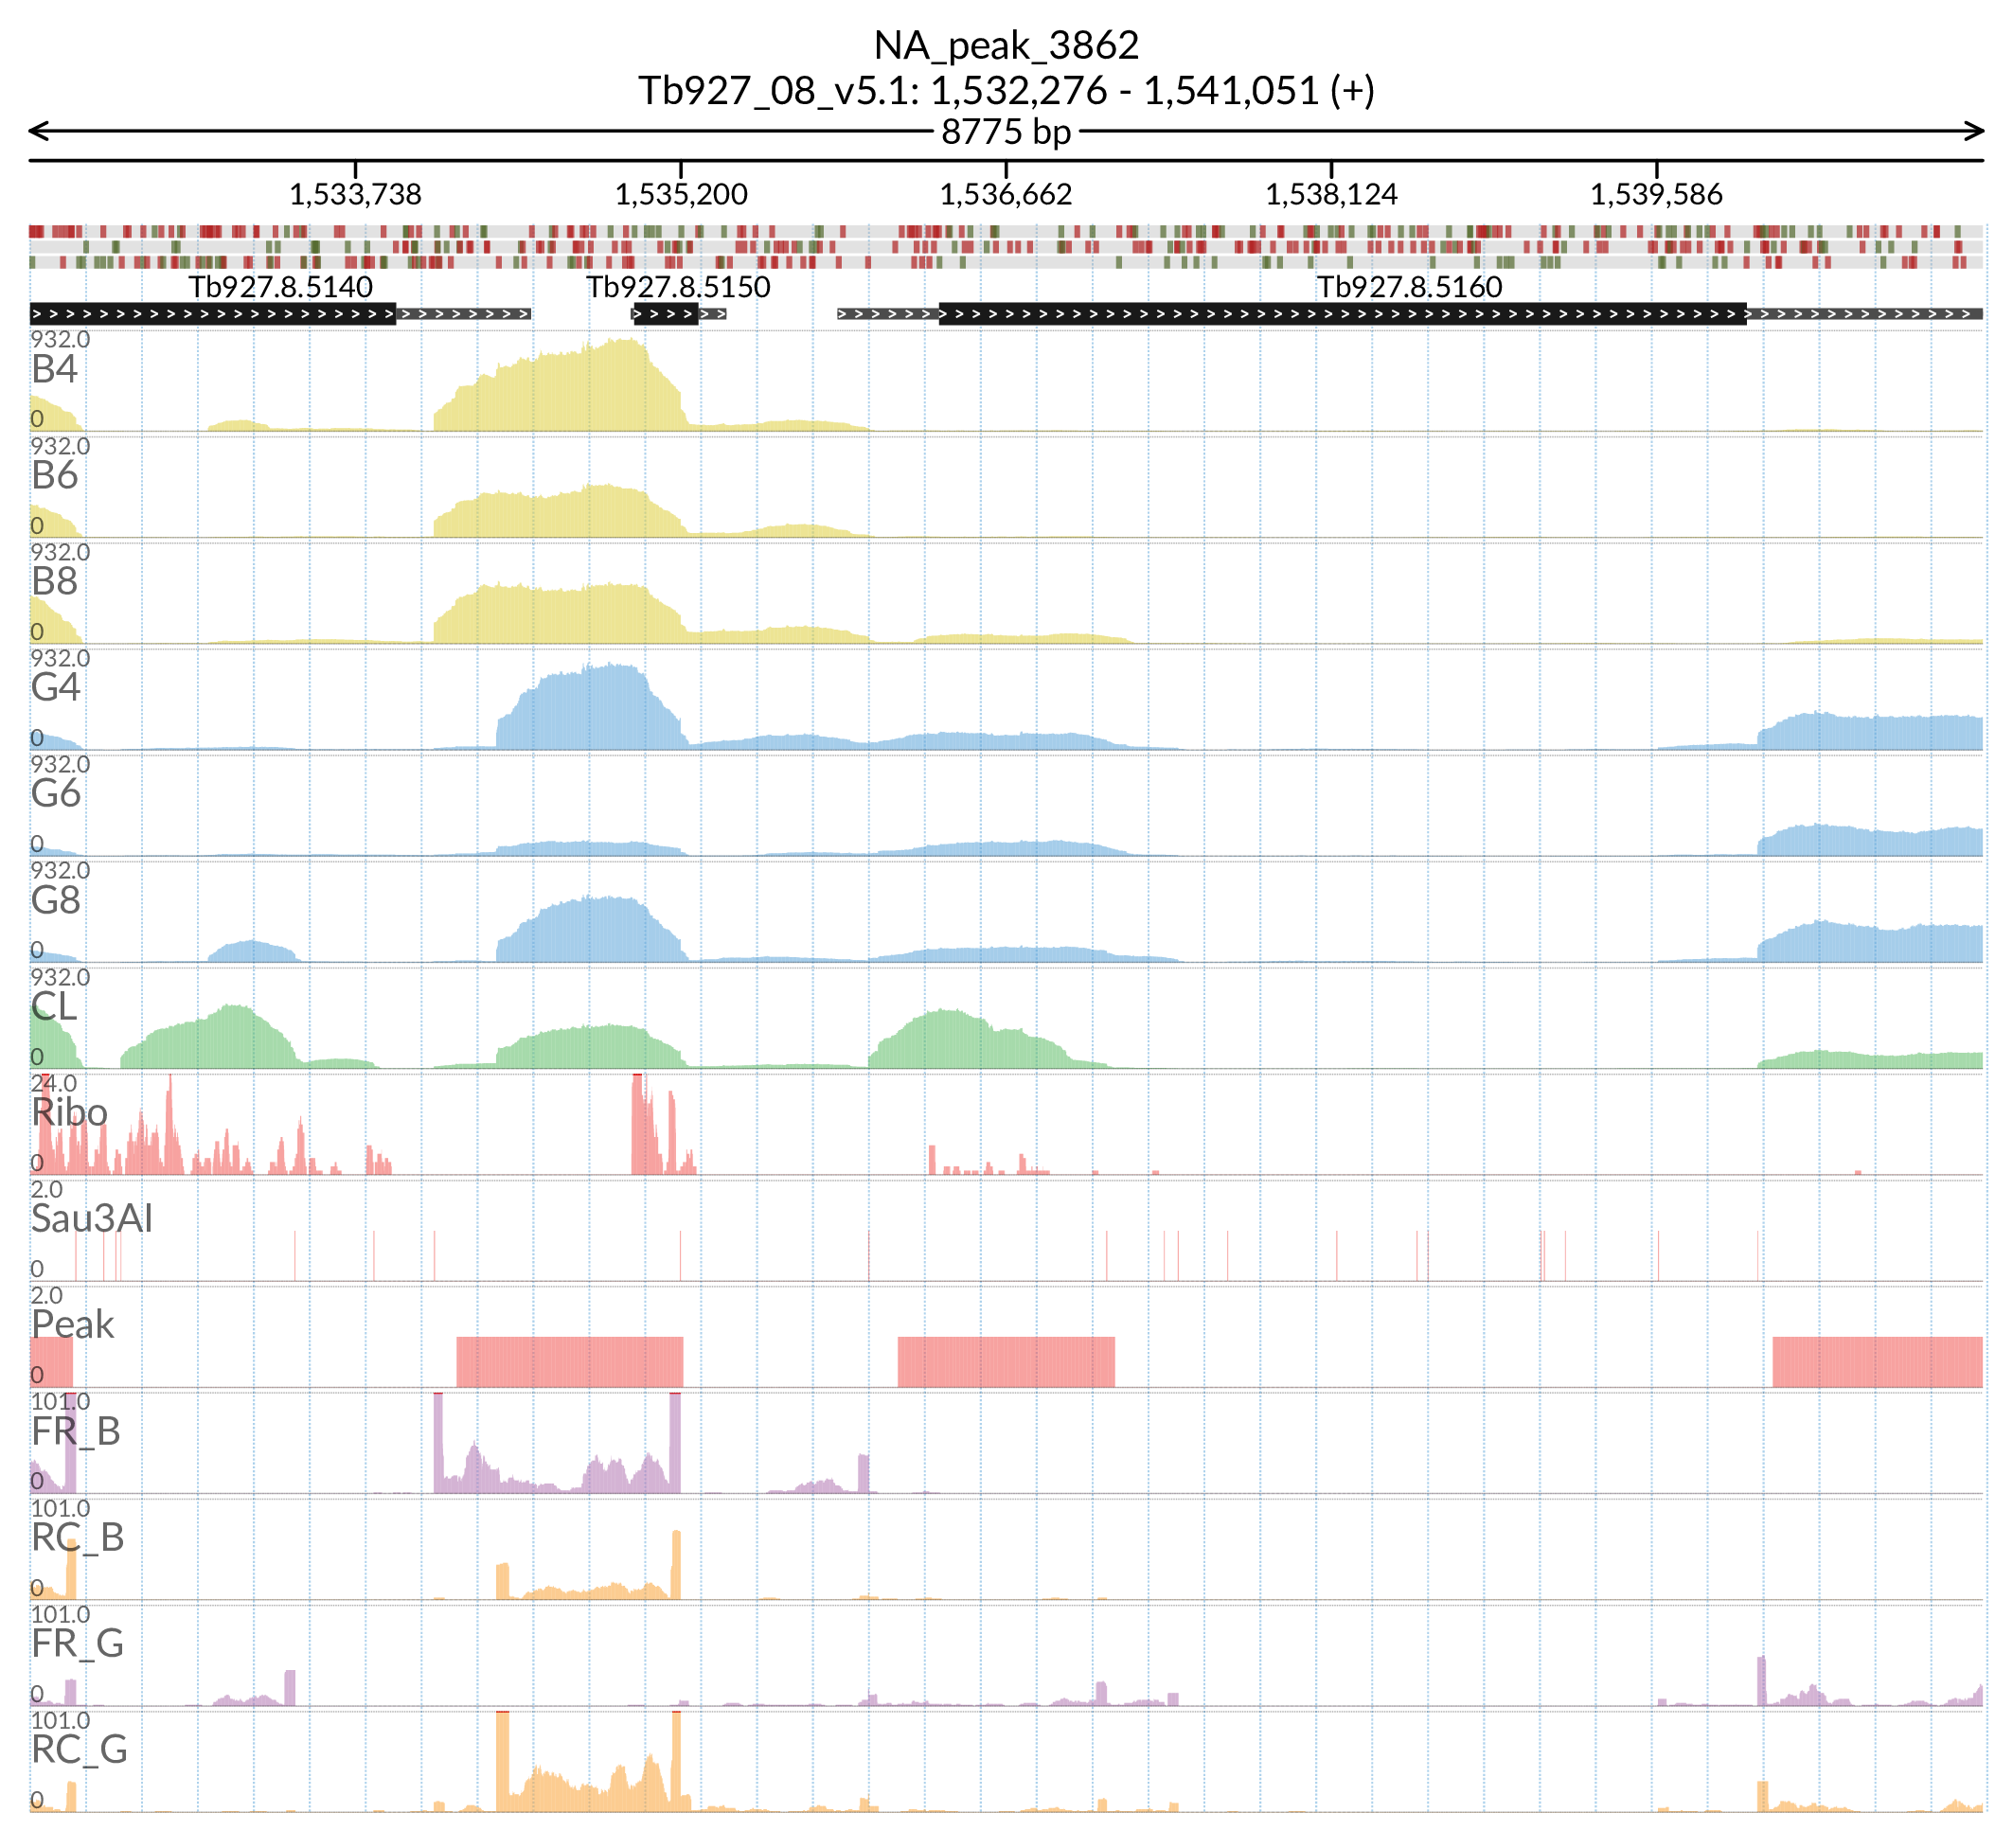 NA_peak_3862
Tb927_08_v5.1: 1,532,276 - 1,541,051 (+)
8775 bp
1,533,738 1,535,200 1,536,662 1,538,124 1,539,586
Tb927.8.5140 Tb927.8.5150 Tb927.8.5160
932.0
B4
0
932.0
B6
0
932.0
B8
0
932.0
G4
0
932.0
G6
0
932.0
G8
0
932.0
CL
0
24.0
Ribo
0
2.0
Sau3AI
0
2.0
Peak
0
101.0
FR_B
0
101.0
RC_B
0
101.0
FR_G
0
101.0
RC_G
0